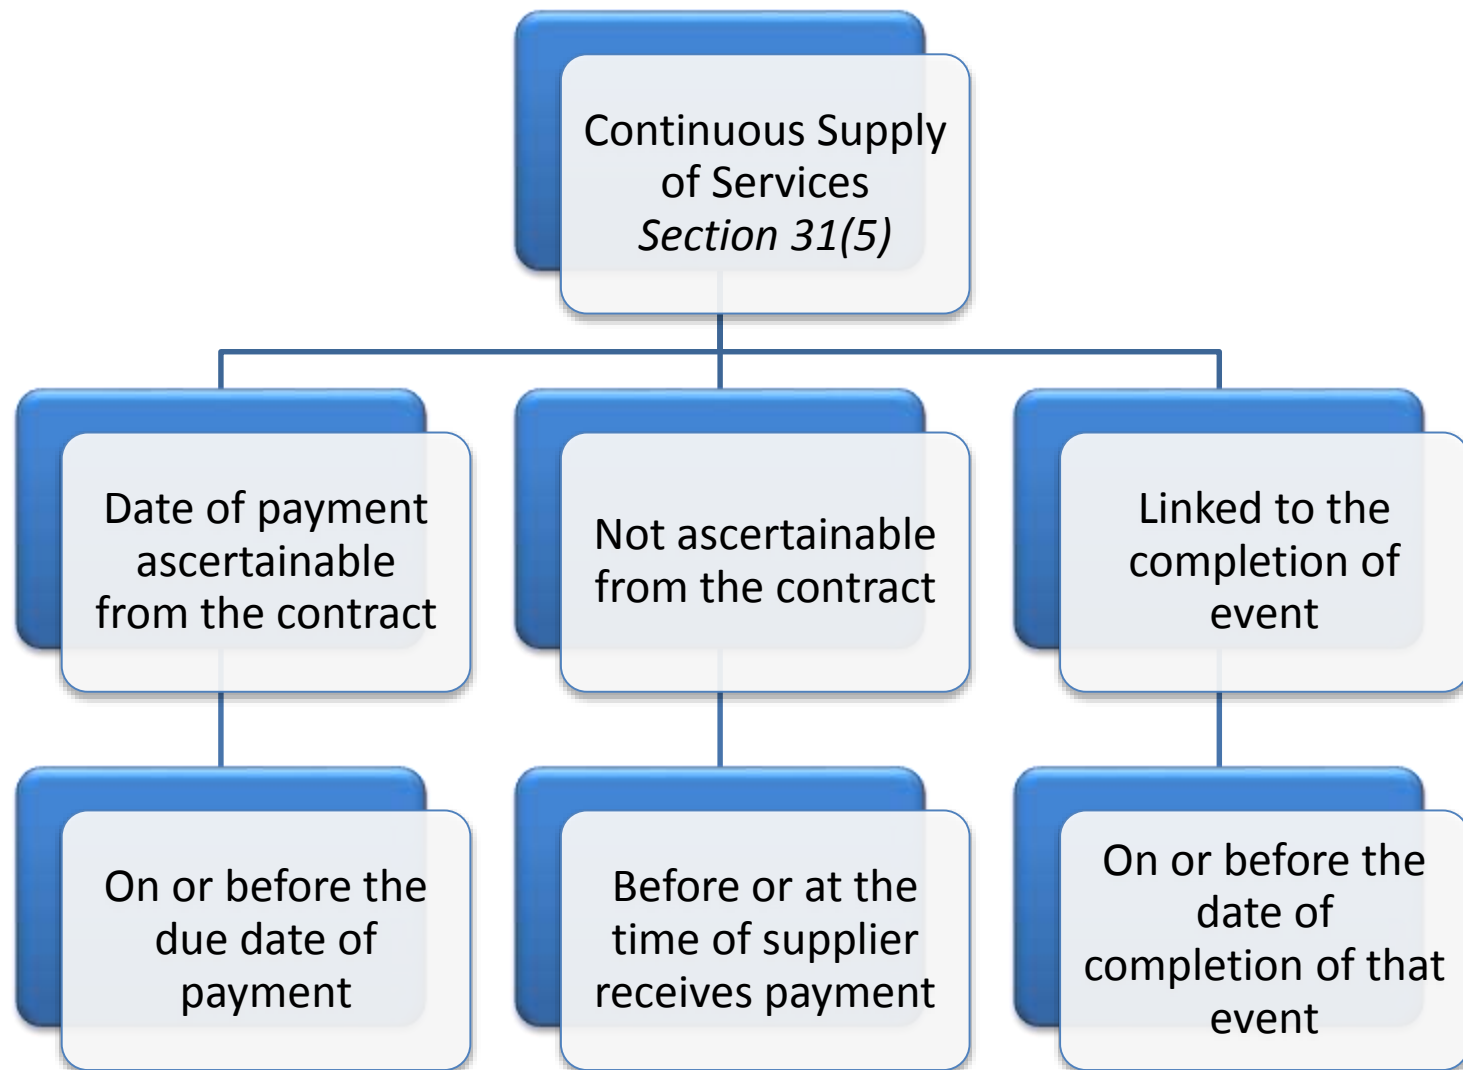 Continuous Supply
of Services
Section 31(5)
Date of payment
ascertainable
from the contract
Not ascertainable
from the contract
Linked to the
completion of
event
On or before the
due date of
payment
Before or at the
time of supplier
receives payment
On or before the
date of
completion of that
event